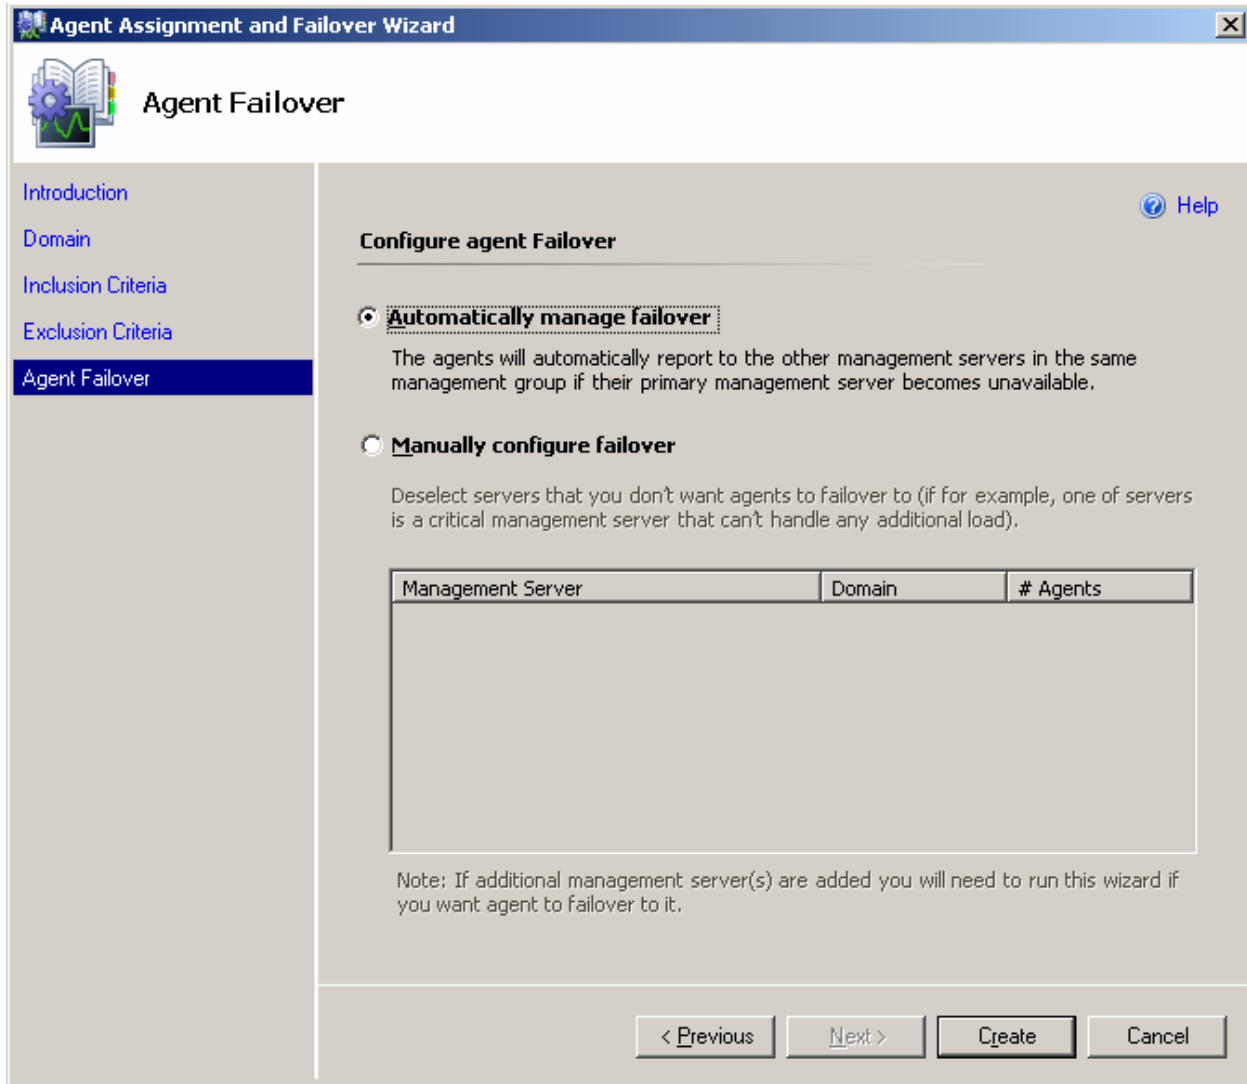 Agent Assignment and Failover Wizard
Agent Failover
Introduction
Domain
Inclusion Criteria
Exclusion Criteria
Agent Failover
Help
Configure agent Failover
Automatically manage failover
The agents will automatically report to the other management servers in the same
management group if their primary management server becomes unavailable.
Manually configure failover
Deselect servers that you don't want agents to failover to (if for example, one of servers
is a critical management server that can't handle any additional load).
Management Server Domain # Agents
Note: If additional management server(s) are added you will need to run this wizard if
you want agent to failover to it.
< Previous Next > Create Cancel